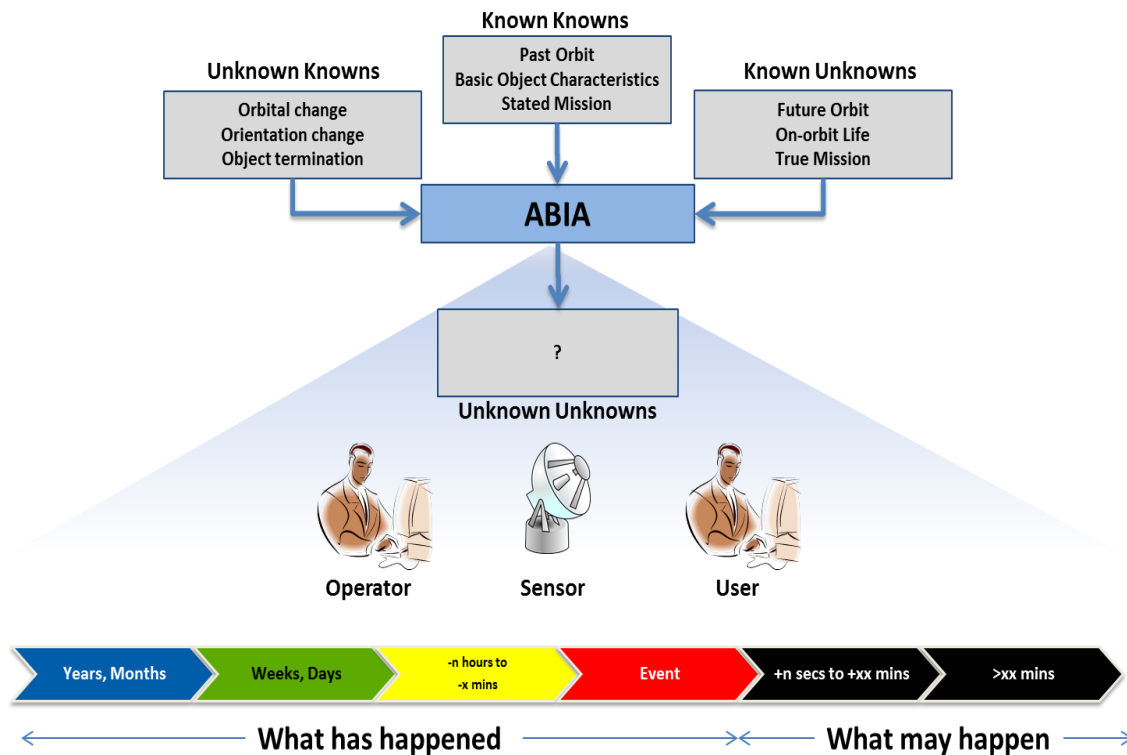 Known Knowns
Past Orbit
Basic Object Characteristics
Stated Mission
Unknown Knowns
Orbital change
Orientation change
Object termination
Known Unknowns
Future Orbit
On-orbit Life
True Mission
ABIA
?
Unknown Unknowns
Operator
Sensor
User
Years, Months
Weeks, Days
-n hours to
-x mins
Event
+n secs to +xx mins
>xx mins
What has happened
What may happen